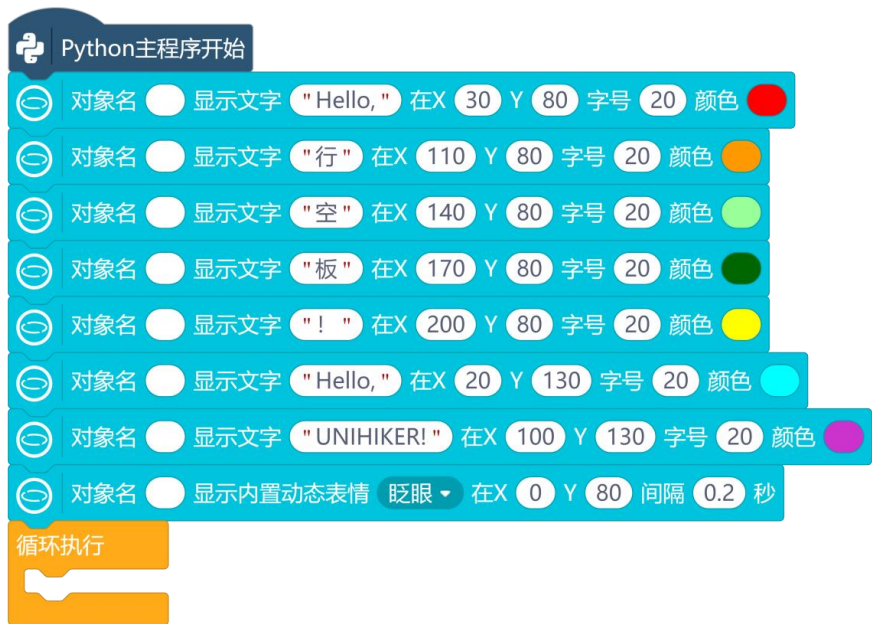 Python主程序开始
对象名 显示文字 "Hello," 在X 30 Y 80 字号 20 颜色
对象名 显示文字 "行" 在X 110 Y 80 字号 20 颜色
对象名 显示文字 "空" 在X 140 Y 80 字号 20 颜色
对象名 显示文字 "板" 在X 170 Y 80 字号 20 颜色
对象名 显示文字 "！" 在X 200 Y 80 字号 20 颜色
对象名 显示文字 "Hello," 在X 20 Y 130 字号 20 颜色
对象名 显示文字 "UNIHIKER!" 在X 100 Y 130 字号 20 颜色
对象名 显示内置动态表情 眨眼 在X 0 Y 80 间隔 0.2 秒
循环执行